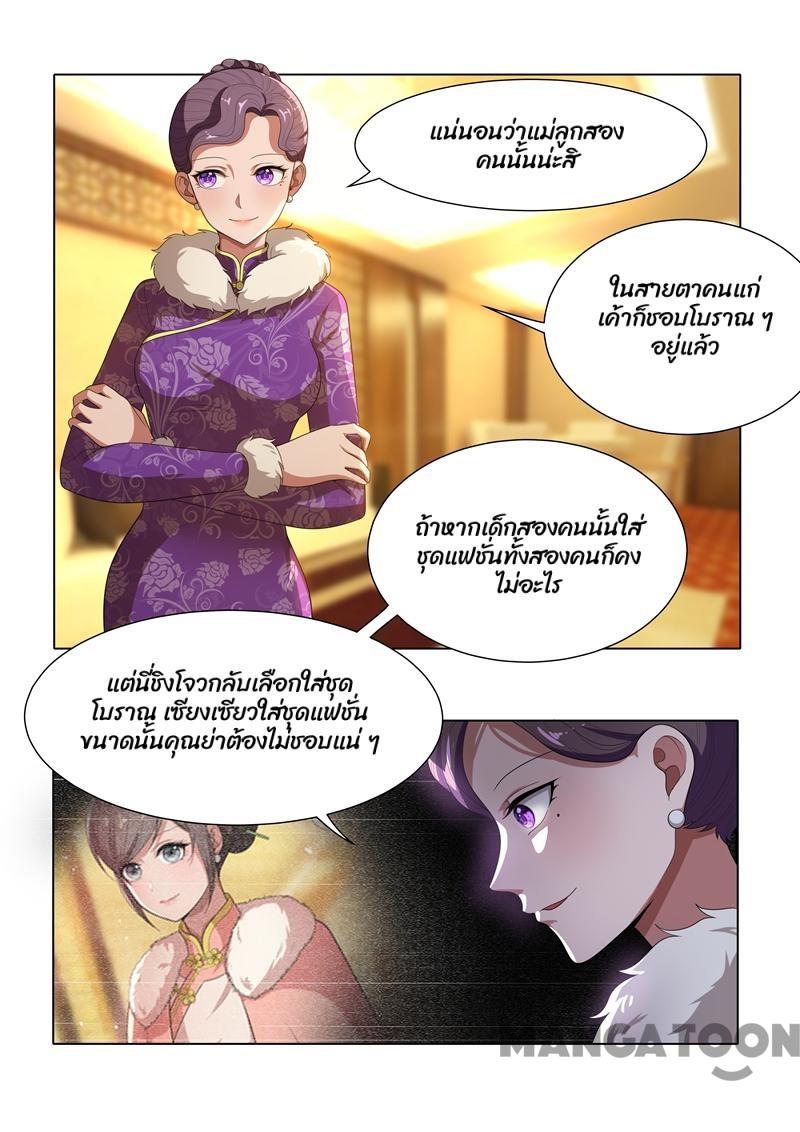 แน่นอนว่าแม่ลูกสอง
คนนั้นน่ะสิ
ในสายตาคนแก่
เค้าก็ชอบโบราณ ๆ
อยู่แล้ว
ถ้าหากเด็กสองคนนั้นใส่
ชุดแฟชั่นทั้งสองคนก็คง
ไม่อะไร
แต่นี่ชิงโจวกลับเลือกใส่ชุด
โบราณ เซียงเซียวใส่ชุดแฟชั่น
ขนาดนั้นคุณย่าต้องไม่ชอบแน่ ๆ
MANGATOON